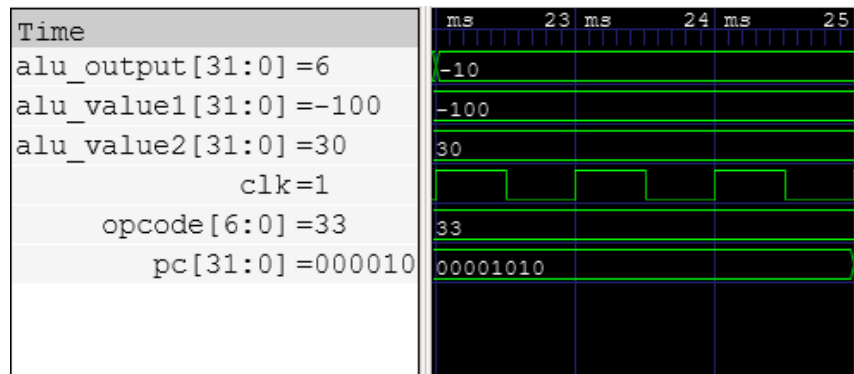 Time
ms 23 ms 24 ms 25
alu_output[31:0]=6
-10
alu_value1[31:0]=-100
-100
alu_value2[31:0]=30
30
clk=1
opcode[6:0]=33
33
pc[31:0]=000010
00001010